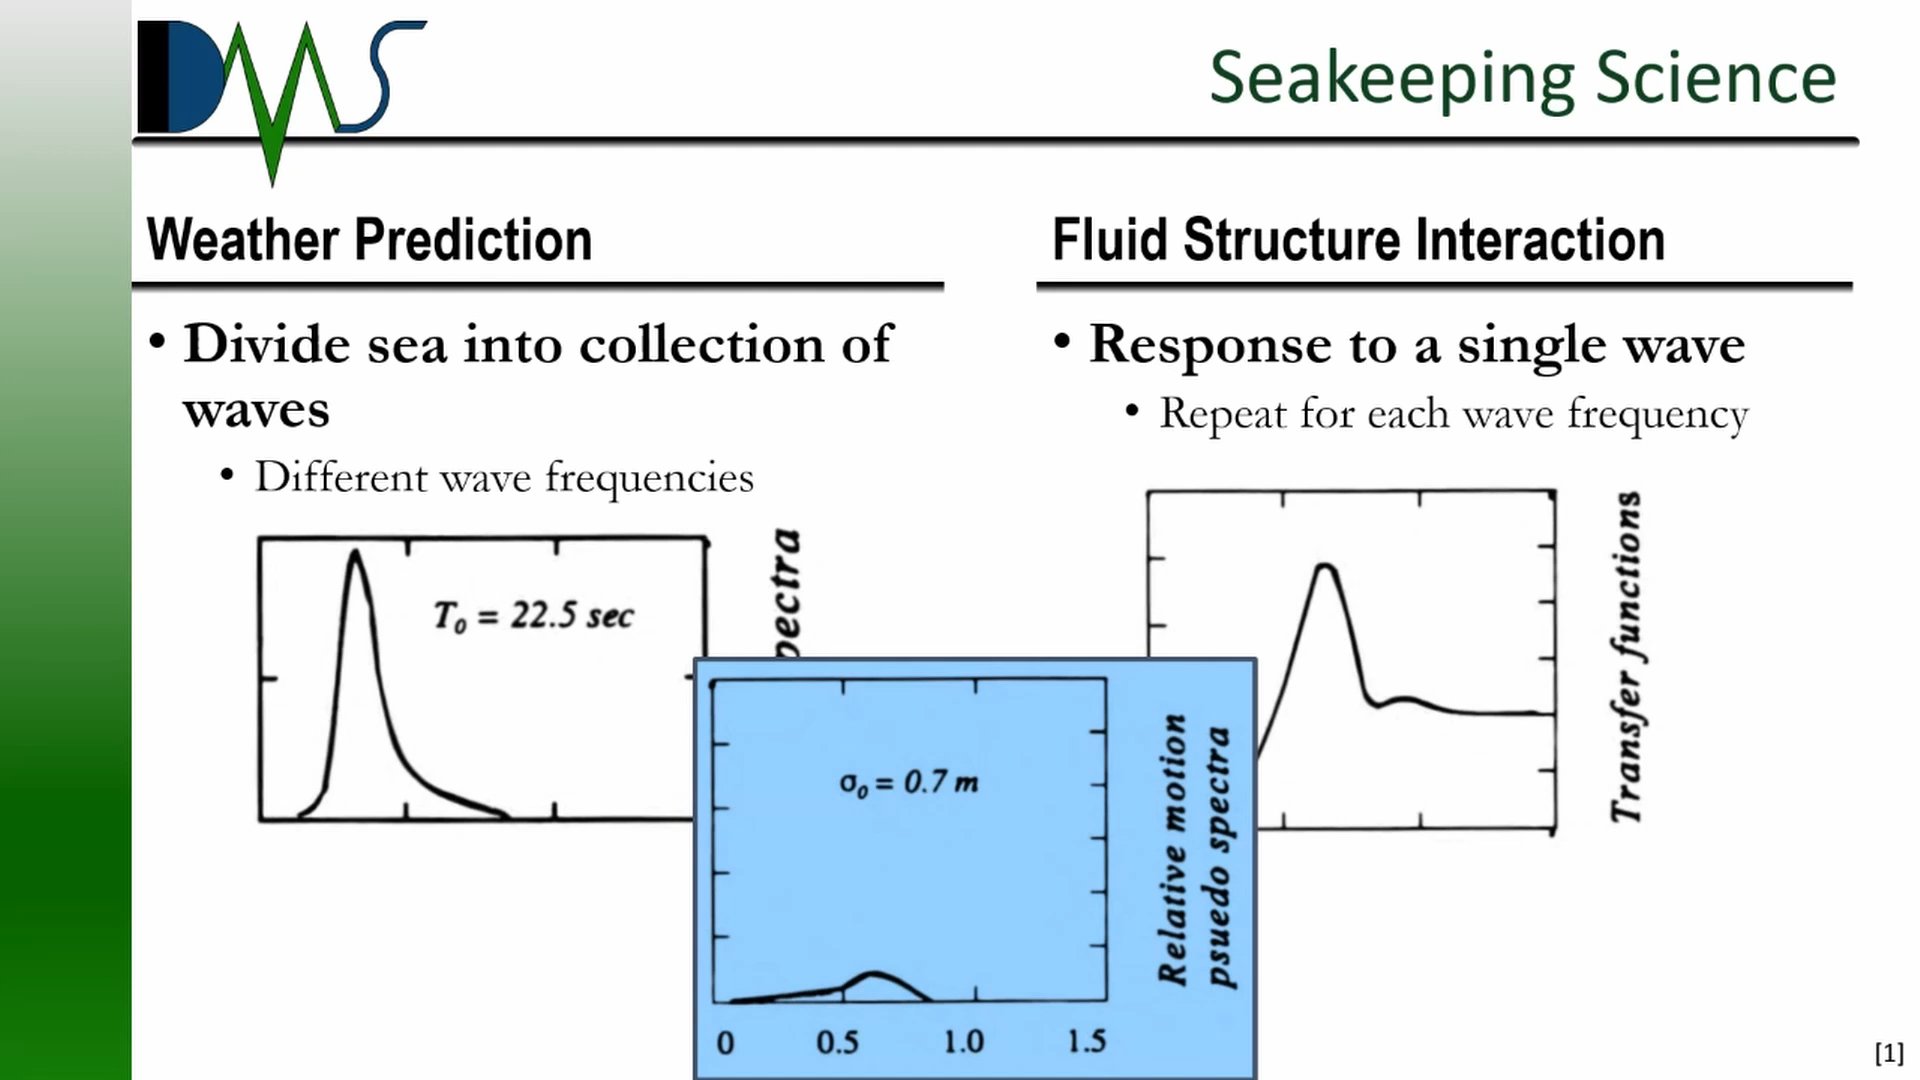 DMS
Seakeeping Science
Weather Prediction
• Divide sea into collection of
waves
• Different wave frequencies
T₀ = 22.5 sec
Fluid Structure Interaction
• Response to a single wave
• Repeat for each wave frequency
Transfer functions
σ₀ = 0.7 m
Relative motion
psuedo spectra
0 0.5 1.0 1.5
[1]